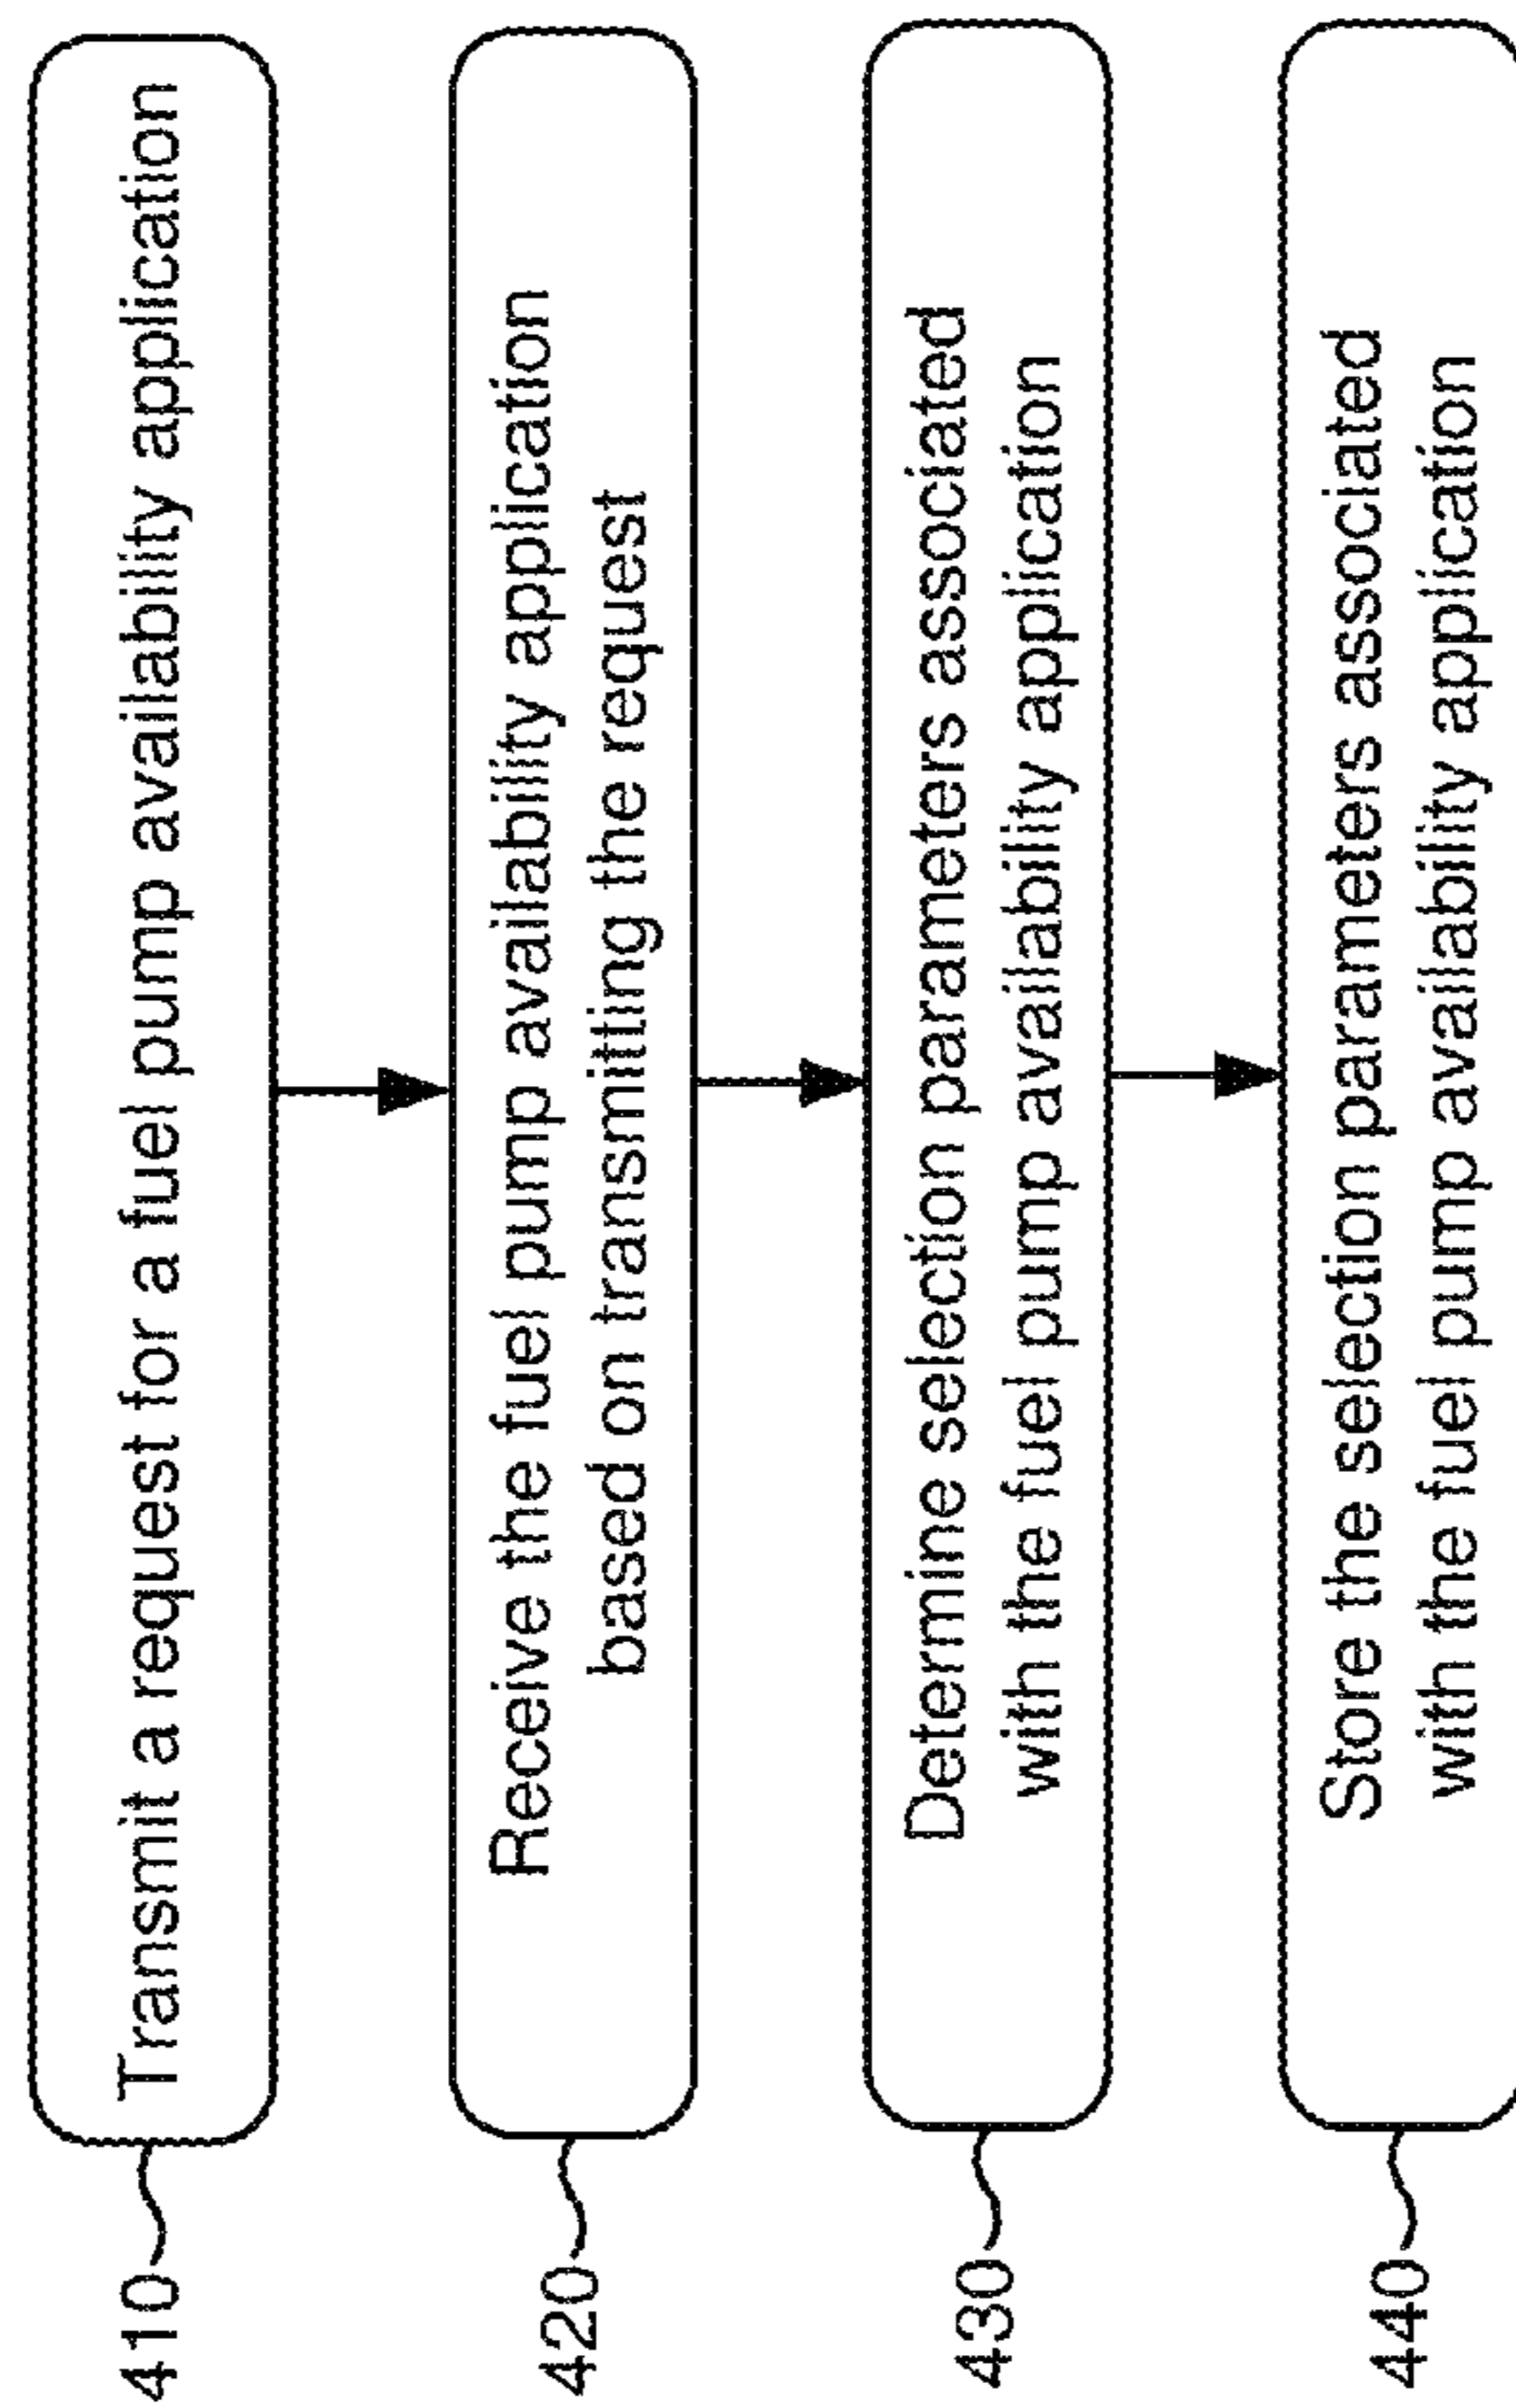 410
Transmit a request for a fuel pump availability application
420
Receive the fuel pump availability application
based on transmitting the request
430
Determine selection parameters associated
with the fuel pump availability application
440
Store the selection parameters associated
with the fuel pump availability application